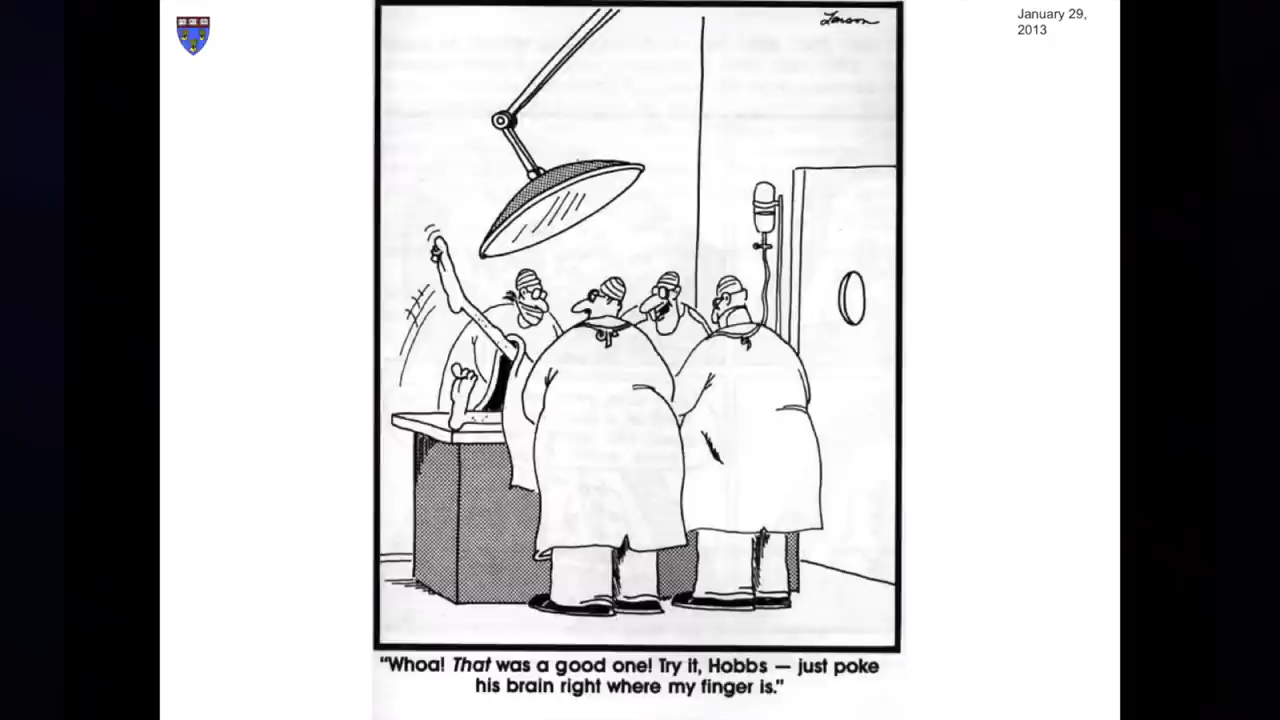 Larson
January 29,
2013
"Whoa! That was a good one! Try it, Hobbs — just poke
his brain right where my finger is."